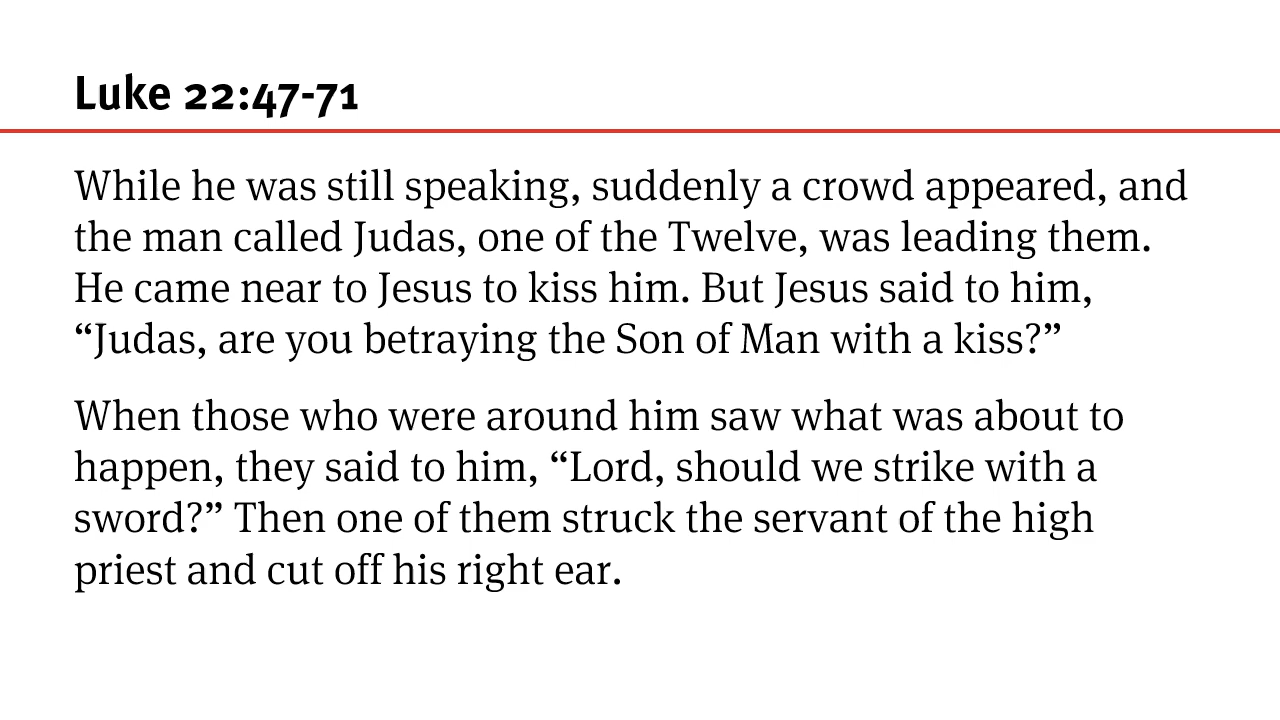 Luke 22:47-71
While he was still speaking, suddenly a crowd appeared, and
the man called Judas, one of the Twelve, was leading them.
He came near to Jesus to kiss him. But Jesus said to him,
“Judas, are you betraying the Son of Man with a kiss?”
When those who were around him saw what was about to
happen, they said to him, “Lord, should we strike with a
sword?” Then one of them struck the servant of the high
priest and cut off his right ear.